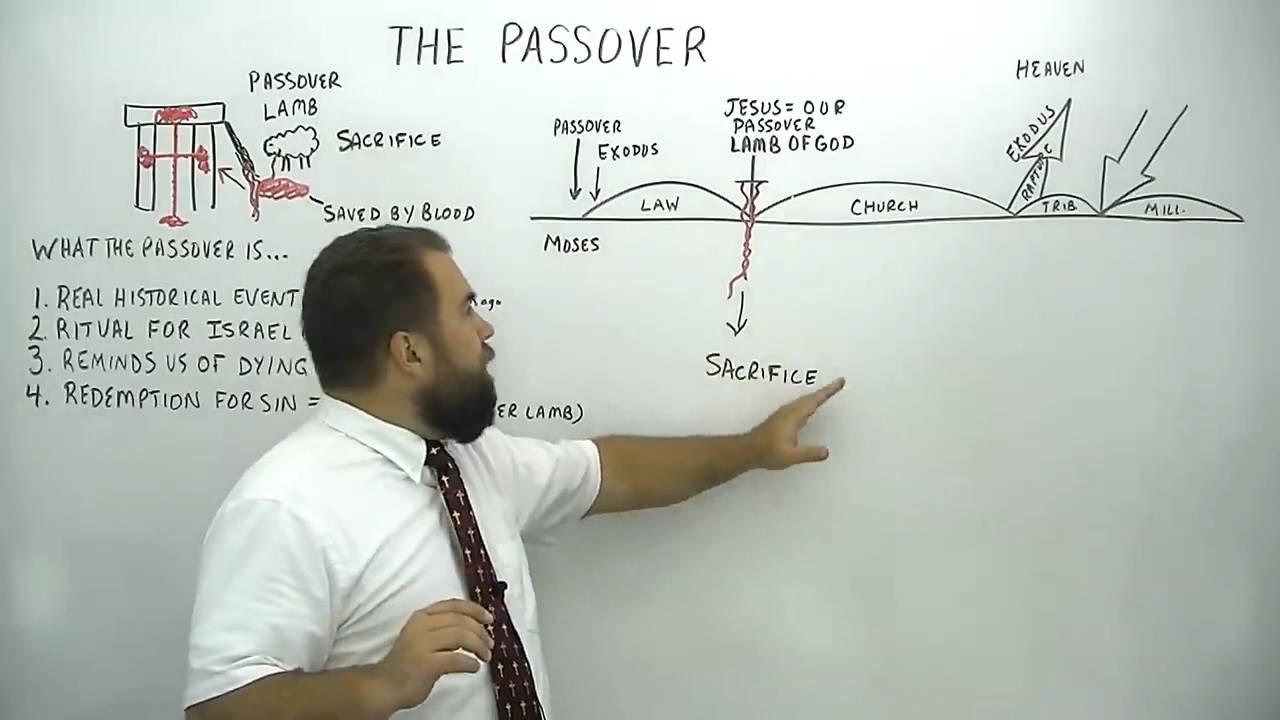 THE PASSOVER
PASSOVER
LAMB
SACRIFICE
SAVED BY BLOOD
WHAT THE PASSOVER IS...
1. REAL HISTORICAL EVENT
ago
2. RITUAL FOR ISRAEL
3. REMINDS US OF DYING
4. REDEMPTION FOR SIN =
ER LAMB)
PASSOVER
EXODUS
LAW
MOSES
JESUS = OUR
PASSOVER
LAMB OF GOD
SACRIFICE
CHURCH
HEAVEN
EXODUS
RAPTURE
TRIB
MILL.